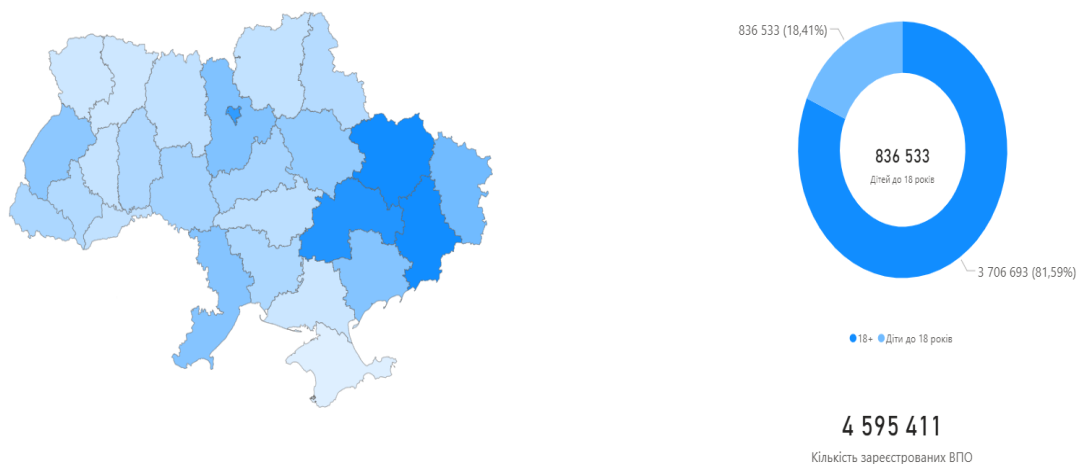 836 533 (18,41%)
836 533
Дітей до 18 років
3 706 693 (81,59%)
18+ Діти до 18 років
4 595 411
Кількість зареєстрованих ВПО